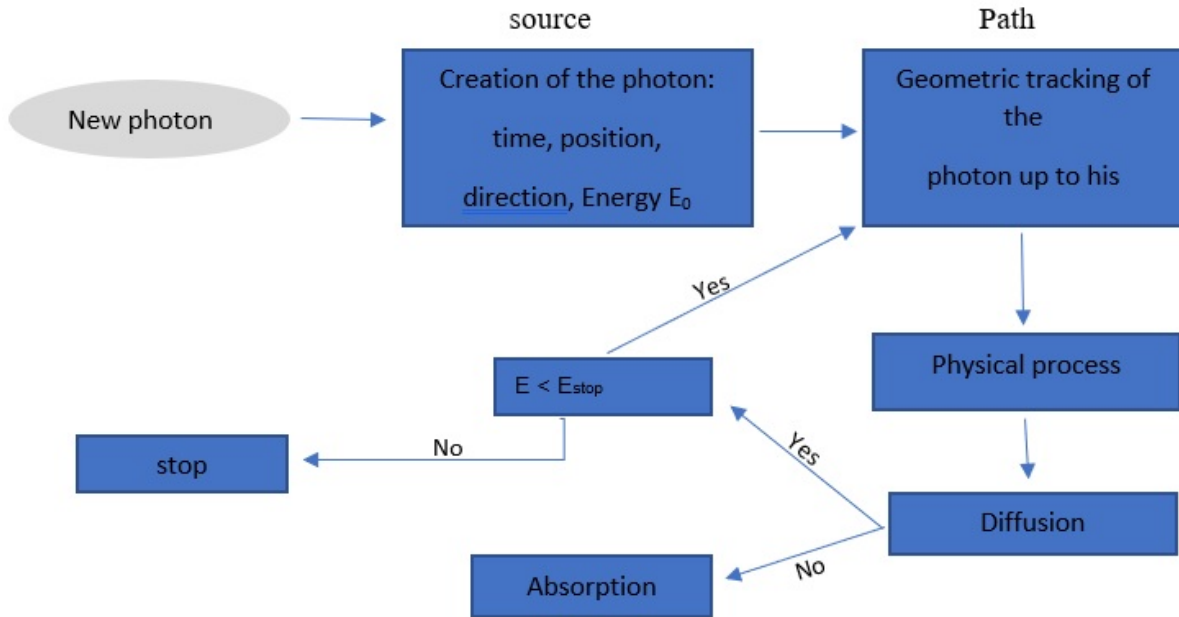 source
Path
New photon
Creation of the photon:
time, position,
direction, Energy E₀
Geometric tracking of
the
photon up to his
Yes
E < Estop
Physical process
No
stop
Yes
Diffusion
No
Absorption